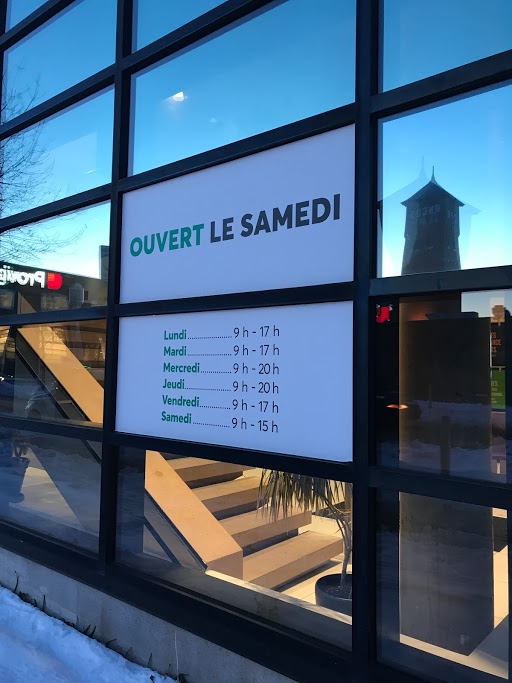 OUVERT LE SAMEDI
Lundi..................9 h - 17 h
Mardi..................9 h - 17 h
Mercredi.............9 h - 20 h
Jeudi..................9 h - 20 h
Vendredi.............9 h - 17 h
Samedi...............9 h - 15 h